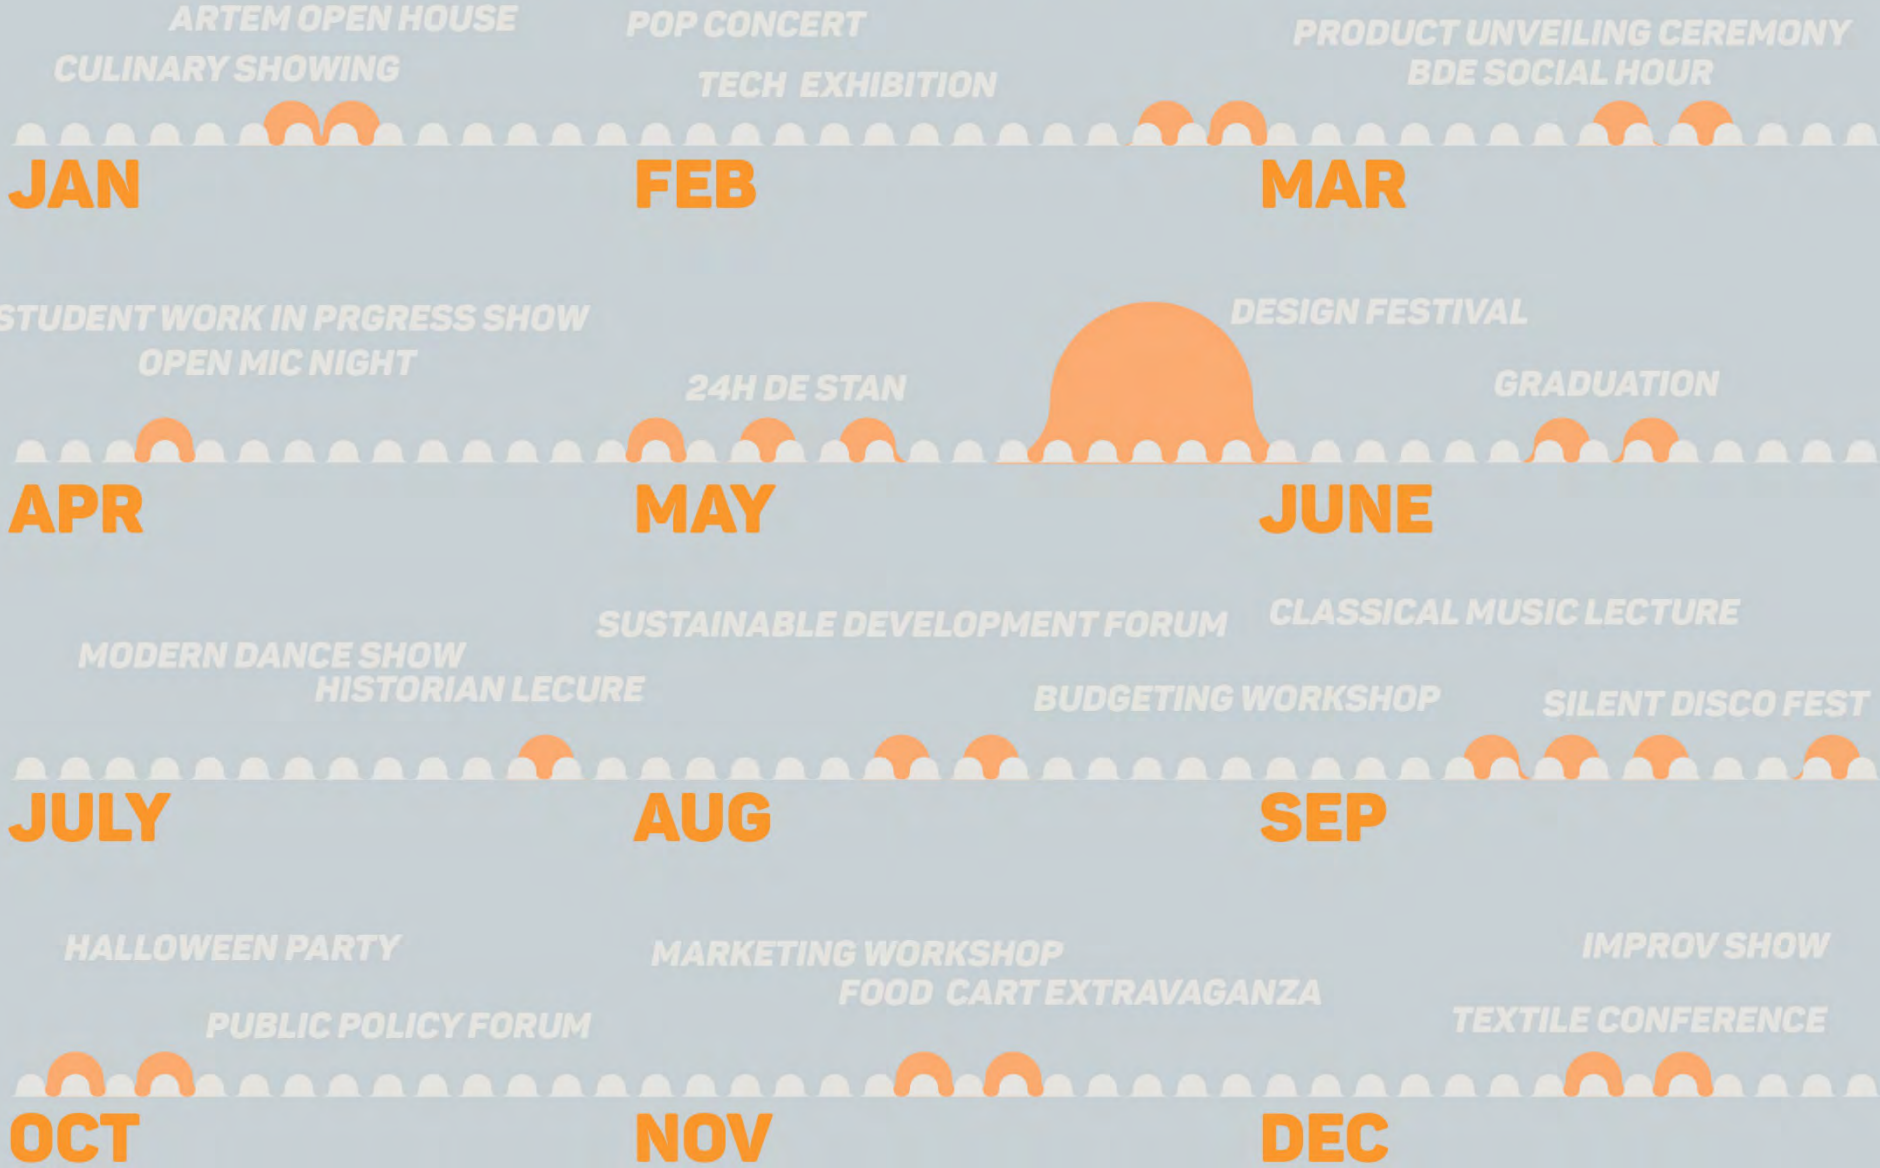 ARTEM OPEN HOUSE
CULINARY SHOWING
POP CONCERT
TECH EXHIBITION
PRODUCT UNVEILING CEREMONY
BDE SOCIAL HOUR
JAN
FEB
MAR
STUDENT WORK IN PRGRESS SHOW
OPEN MIC NIGHT
24H DE STAN
DESIGN FESTIVAL
GRADUATION
APR
MAY
JUNE
MODERN DANCE SHOW
HISTORIAN LECURE
SUSTAINABLE DEVELOPMENT FORUM
BUDGETING WORKSHOP
CLASSICAL MUSIC LECTURE
SILENT DISCO FEST
JULY
AUG
SEP
HALLOWEEN PARTY
PUBLIC POLICY FORUM
MARKETING WORKSHOP
FOOD CART EXTRAVAGANZA
IMPROV SHOW
TEXTILE CONFERENCE
OCT
NOV
DEC